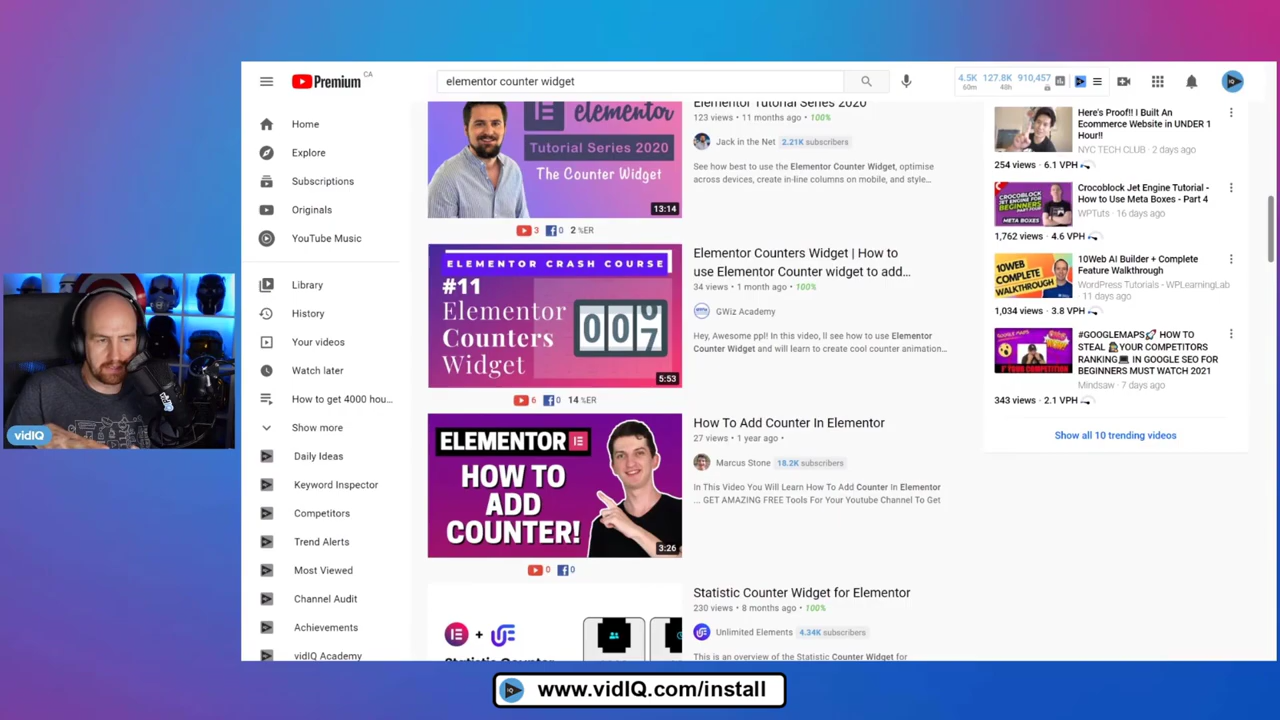 Premium CA
elementor counter widget
4.5K 127.8K 910,457
60m 48h
Home
Explore
Subscriptions
Originals
YouTube Music
Library
History
Your videos
Watch later
How to get 4000 hou...
Show more
Daily Ideas
Keyword Inspector
Competitors
Trend Alerts
Most Viewed
Channel Audit
Achievements
vidIQ Academy
elementor
Tutorial Series 2020
The Counter Widget
13:14
3 0 2 %ER
Elementor Tutorial Series 2020
123 views • 11 months ago • 100%
Jack in the Net 2.21K subscribers
See how best to use the Elementor Counter Widget, optimise
across devices, create in-line columns on mobile, and style...
ELEMENTOR CRASH COURSE
#11
Elementor
Counters
Widget
5:53
6 0 14 %ER
Elementor Counters Widget | How to
use Elementor Counter widget to add...
34 views • 1 month ago • 100%
GWiz Academy
Hey, Awesome ppl! In this video, ll see how to use Elementor
Counter Widget and will learn to create cool counter animation...
ELEMENTOR
HOW TO
ADD
COUNTER!
3:26
0 0
How To Add Counter In Elementor
27 views • 1 year ago •
Marcus Stone 18.2K subscribers
In This Video You Will Learn How To Add Counter In Elementor
... GET AMAZING FREE Tools For Your Youtube Channel To Get
Statistic Counter Widget for Elementor
230 views • 8 months ago • 100%
Unlimited Elements 4.34K subscribers
This is an overview of the Statistic Counter Widget for
Here's Proof!! I Built An
Ecommerce Website in UNDER 1
Hour!!
NYC TECH CLUB • 2 days ago
254 views • 6.1 VPH
CROCOBLOCK
JET ENGINE
FOR BEGINNERS
META BOXES
Crocoblock Jet Engine Tutorial -
How to Use Meta Boxes - Part 4
WPTuts • 16 days ago
1,762 views • 4.6 VPH
10WEB
COMPLETE
WALKTHROUGH
10Web AI Builder + Complete
Feature Walkthrough
WordPress Tutorials - WPLearningLab
• 11 days ago
1,034 views • 3.8 VPH
#GOOGLEMAPS🚀 HOW TO
STEAL YOUR COMPETITORS
RANKING💻 IN GOOGLE SEO FOR
BEGINNERS MUST WATCH 2021
Mindsaw • 7 days ago
343 views • 2.1 VPH
Show all 10 trending videos
vidIQ
www.vidIQ.com/install